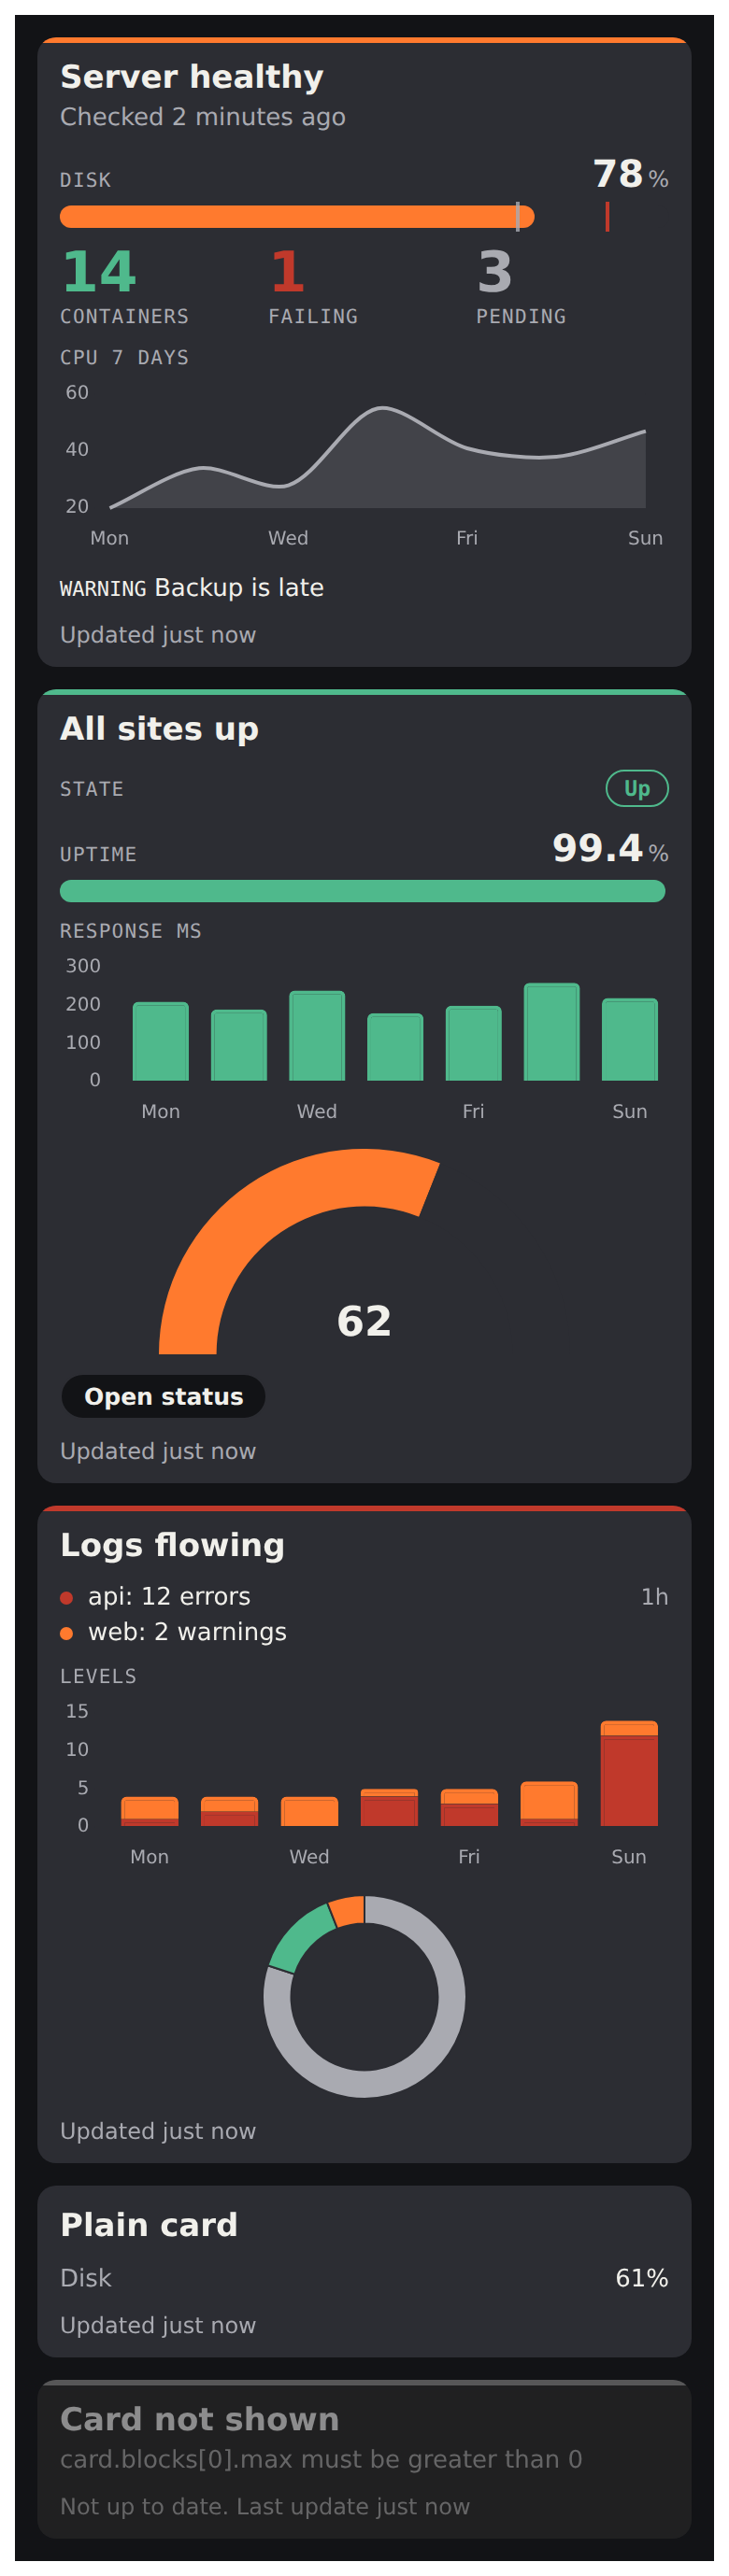 Server healthy
Checked 2 minutes ago
DISK 78 %
14 1 3
CONTAINERS FAILING PENDING
CPU 7 DAYS
60
40
20
Mon Wed Fri Sun
WARNING Backup is late
Updated just now
All sites up
STATE Up
UPTIME 99.4 %
RESPONSE MS
300
200
100
0
Mon Wed Fri Sun
62
Open status
Updated just now
Logs flowing
api: 12 errors 1h
web: 2 warnings
LEVELS
15
10
5
0
Mon Wed Fri Sun
Updated just now
Plain card
Disk 61%
Updated just now
Card not shown
card.blocks[0].max must be greater than 0
Not up to date. Last update just now